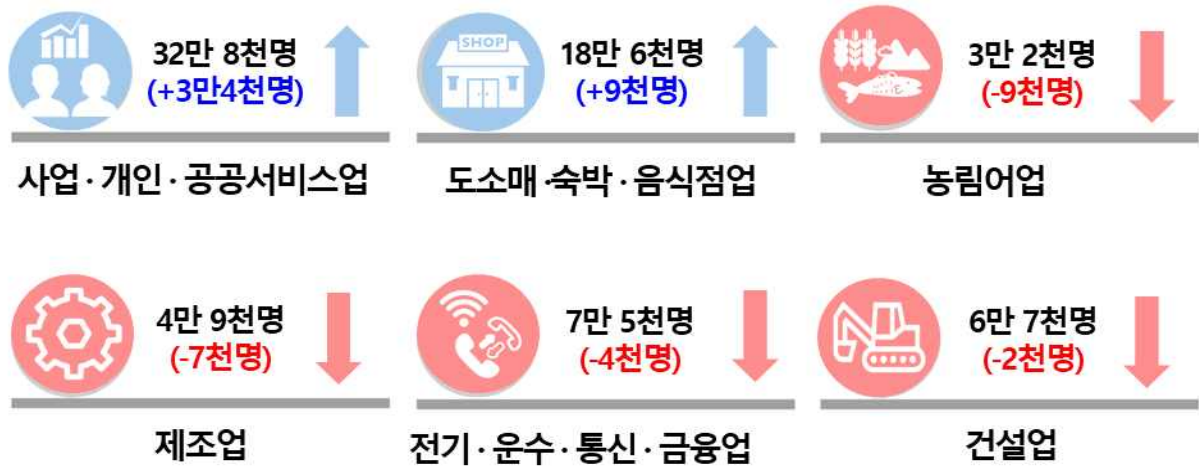 32만 8천명
(+3만4천명)
사업·개인·공공서비스업
SHOP
18만 6천명
(+9천명)
도소매·숙박·음식점업
3만 2천명
(-9천명)
농림어업
4만 9천명
(-7천명)
제조업
7만 5천명
(-4천명)
전기·운수·통신·금융업
6만 7천명
(-2천명)
건설업